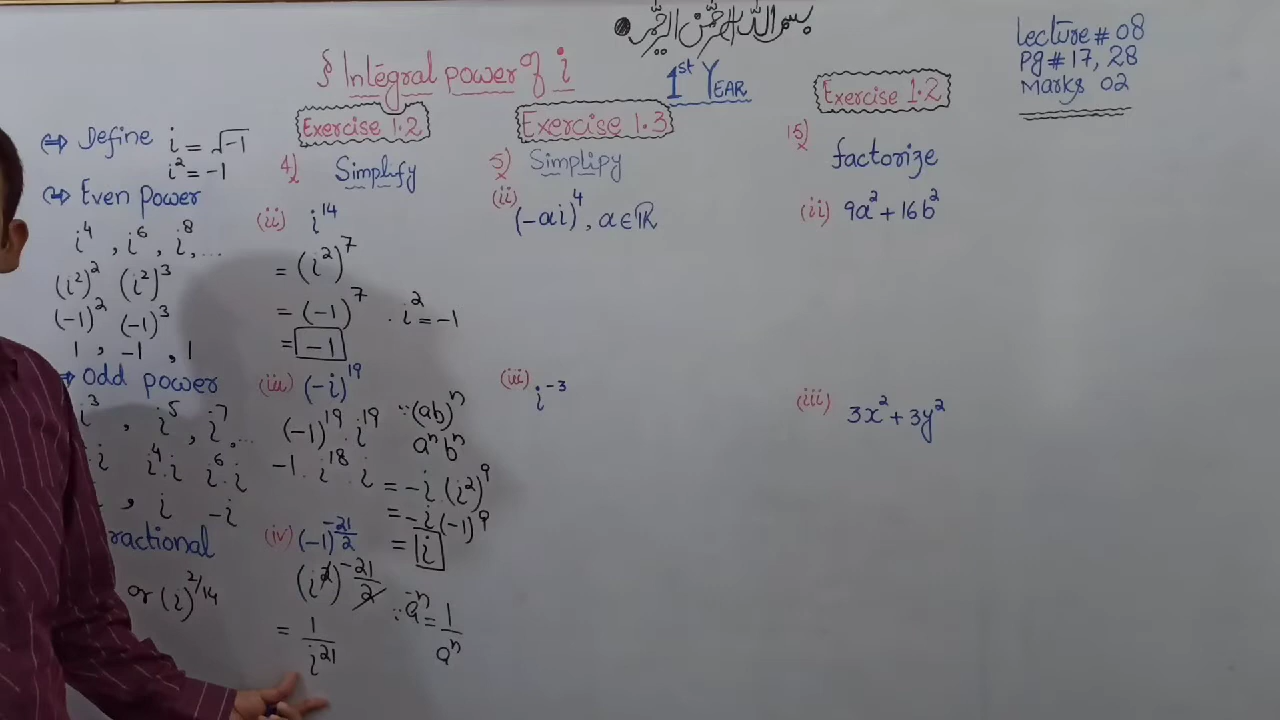 بسم الله الرحمن الرحيم
lecture # 08
Pg # 17, 28
Marks 02
§ Integral power of i
1st YEAR
Exercise 1.2
Exercise 1.3
Exercise 1.2
Define i = √-1
i² = -1
Even power
i⁴, i⁶, i⁸, ...
(i²)² (i²)³
(-1)² (-1)³
1, -1, 1
Odd power
i³, i⁵, i⁷, ...
.i i⁴.i i⁶.i
, i -i
ractional
or (i)^2/14
4) Simplify
(ii) i¹⁴
= (i²)⁷
= (-1)⁷ . i² = -1
= -1
(iii) (-i)¹⁹
(-1)¹⁹ . i¹⁹ ∵ (ab)ⁿ
aⁿbⁿ
-1 . i¹⁸ . i
= -i . (i²)⁹
= -i (-1)⁹
= i
(iv) (-1)^-21/2
(i²)^-21/2 ∵ a⁻ⁿ = 1/aⁿ
= 1/i²¹
5) Simplipy
(ii) (-ai)⁴, a∈ℝ
(iii) i⁻³
15) factorize
(ii) 9a² + 16b²
(iii) 3x² + 3y²